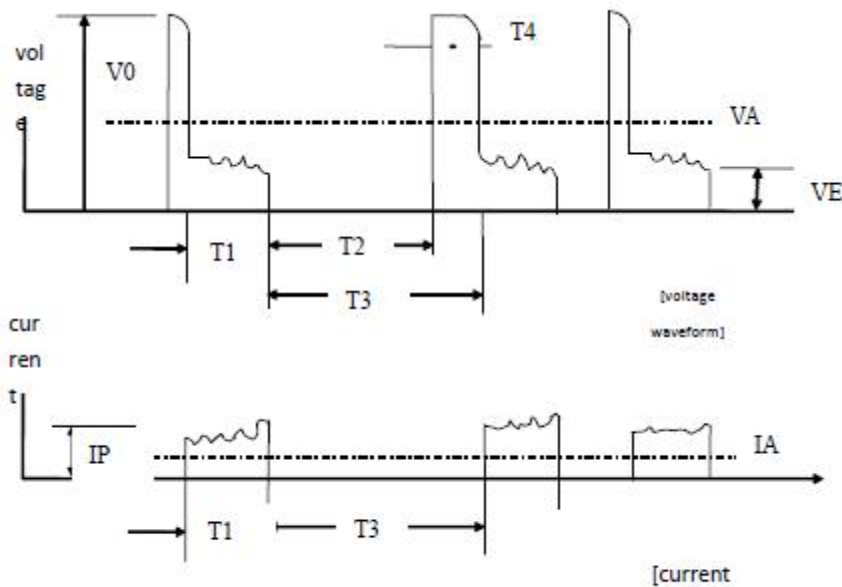 vol
tag
e
V0
T4
VA
VE
T1
T2
T3
[voltage
waveform]
cur
ren
t
IP
IA
T1
T3
[current